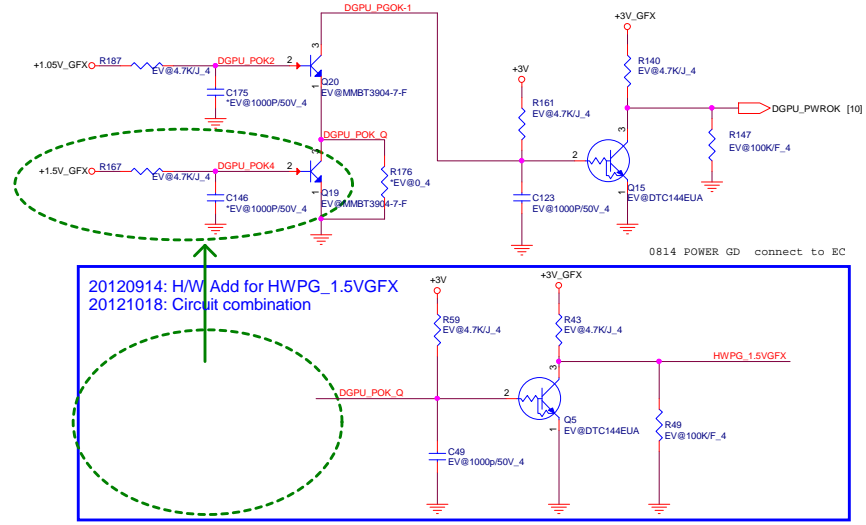 DGPU_PGOK-1
+3V_GFX
+1.05V_GFX
R187
EV@4.7K/J_4
DGPU_POK2
2
3
1
Q20
EV@MMBT3904-7-F
C175
*EV@1000P/50V_4
+3V
R161
EV@4.7K/J_4
R140
EV@4.7K/J_4
DGPU_PWROK [10]
R147
EV@100K/F_4
DGPU_POK_Q
+1.5V_GFX
R167
EV@4.7K/J_4
DGPU_POK4
2
3
1
Q19
EV@MMBT3904-7-F
C146
*EV@1000P/50V_4
R176
*EV@0_4
C123
EV@1000P/50V_4
2
3
1
Q15
EV@DTC144EUA
0814 POWER GD connect to EC
20120914: H/W Add for HWPG_1.5VGFX
20121018: Circuit combination
+3V
R59
EV@4.7K/J_4
+3V_GFX
R43
EV@4.7K/J_4
HWPG_1.5VGFX
DGPU_POK_Q
2
3
1
Q5
EV@DTC144EUA
R49
EV@100K/F_4
C49
EV@1000p/50V_4